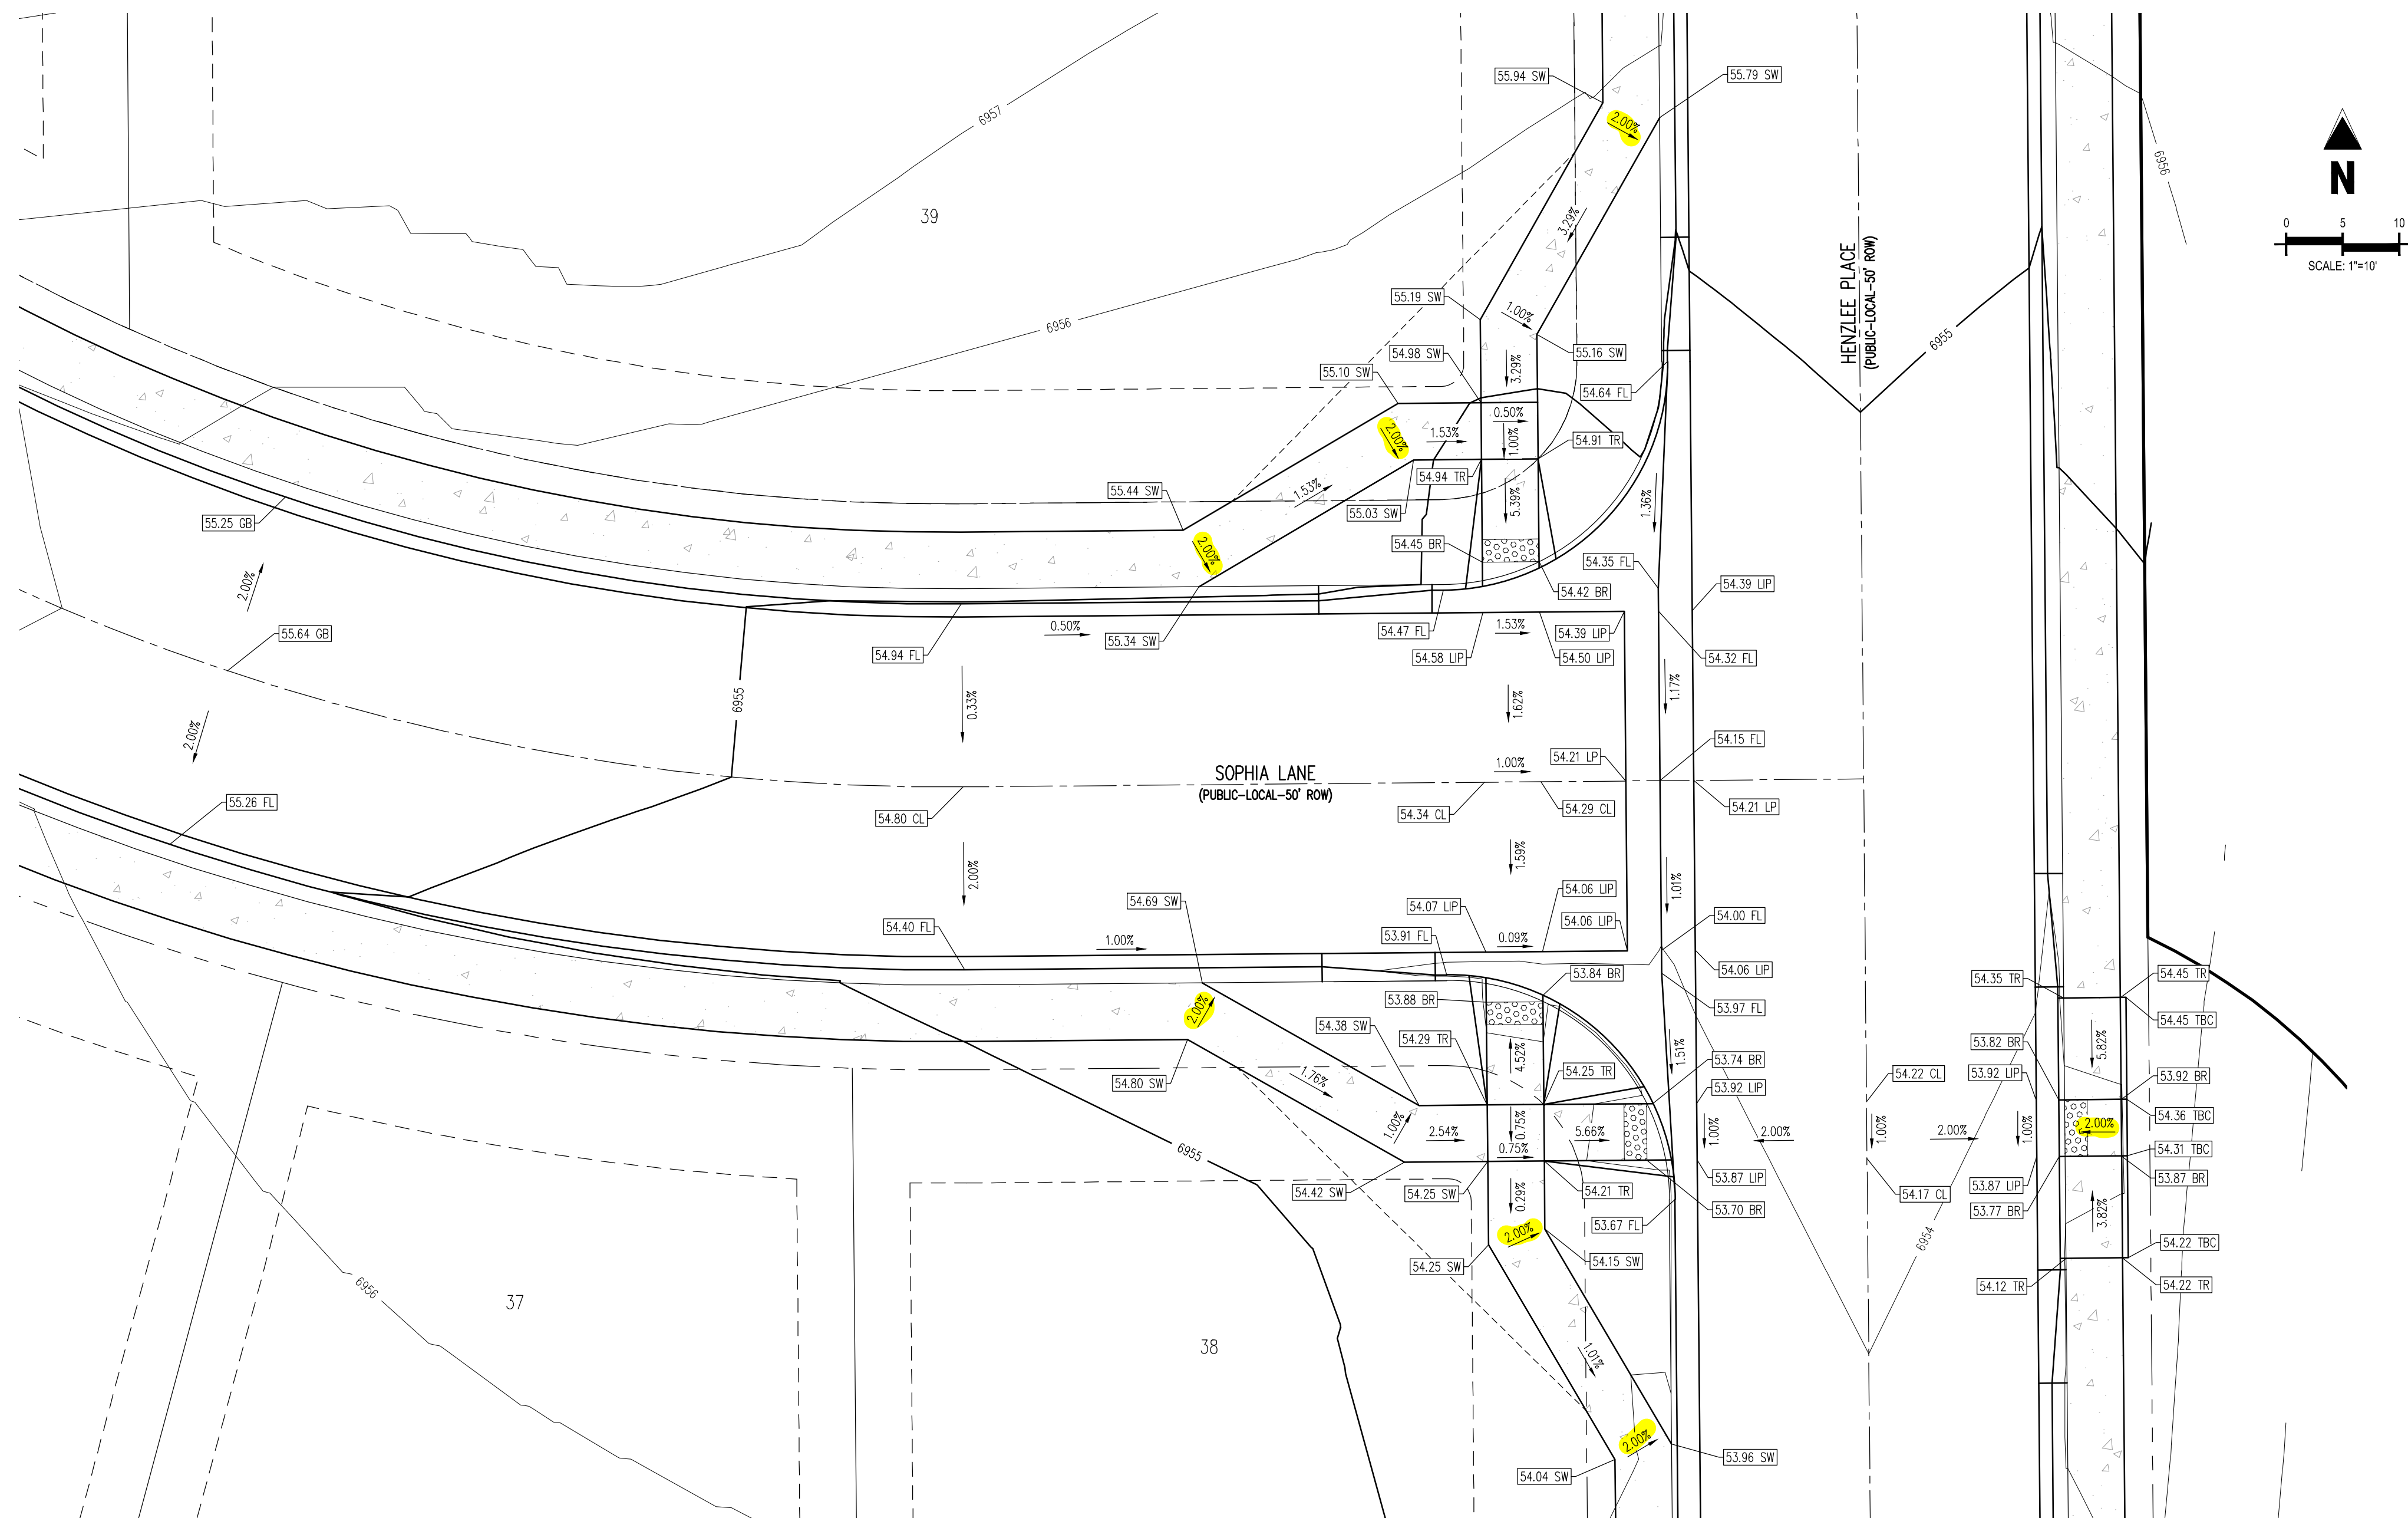 55.94 SW
55.79 SW
2.00%
6957
39
3.29%
6956
N
0 5 10
SCALE: 1"=10'
HENZLEE PLACE
(PUBLIC-LOCAL-50' ROW)
6955
55.19 SW
1.00%
6956
54.98 SW
55.16 SW
55.10 SW
3.29%
54.64 FL
0.50%
2.00%
1.53%
1.00%
54.91 TR
54.94 TR
55.44 SW
1.53%
5.39%
1.36%
55.25 GB
55.03 SW
54.45 BR
2.00%
54.35 FL
2.00%
54.42 BR
54.39 LIP
55.64 GB
0.50%
55.34 SW
54.47 FL
1.53%
54.39 LIP
54.94 FL
54.58 LIP
54.50 LIP
54.32 FL
6955
0.33%
1.62%
1.17%
2.00%
54.21 LP
54.15 FL
SOPHIA LANE
1.00%
(PUBLIC-LOCAL-50' ROW)
55.26 FL
54.80 CL
54.34 CL
54.29 CL
54.21 LP
2.00%
1.59%
1.01%
54.69 SW
54.06 LIP
54.07 LIP
54.40 FL
54.06 LIP
54.00 FL
1.00%
53.91 FL
0.09%
53.84 BR
54.06 LIP
54.35 TR
54.45 TR
2.00%
53.88 BR
53.97 FL
54.45 TBC
54.38 SW
54.29 TR
4.52%
1.51%
53.82 BR
5.82%
53.74 BR
54.80 SW
1.76%
54.25 TR
53.92 LIP
54.22 CL
53.92 LIP
53.92 BR
54.36 TBC
1.00%
2.54%
0.75%
5.66%
1.00%
2.00%
1.00%
2.00%
1.00%
2.00%
6955
0.75%
54.31 TBC
54.42 SW
54.25 SW
0.29%
54.21 TR
53.87 LIP
54.17 CL
53.87 LIP
53.87 BR
53.70 BR
53.77 BR
3.82%
53.67 FL
2.00%
6954
54.22 TBC
54.25 SW
54.15 SW
54.12 TR
54.22 TR
6956
37
38
1.01%
2.00%
53.96 SW
54.04 SW